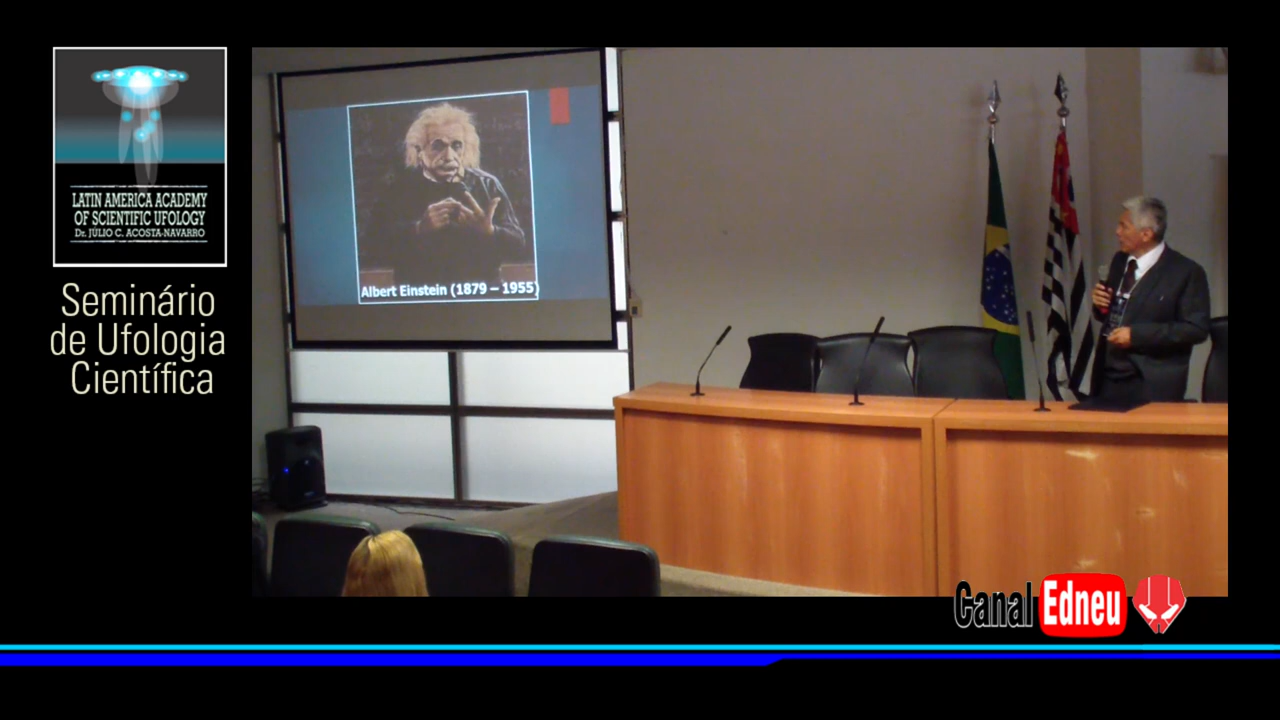 LATIN AMERICA ACADEMY
OF SCIENTIFIC UFOLOGY
Dr. JÚLIO C. ACOSTA-NAVARRO
Seminário
de Ufologia
Científica
Albert Einstein (1879 – 1955)
Canal Edneu